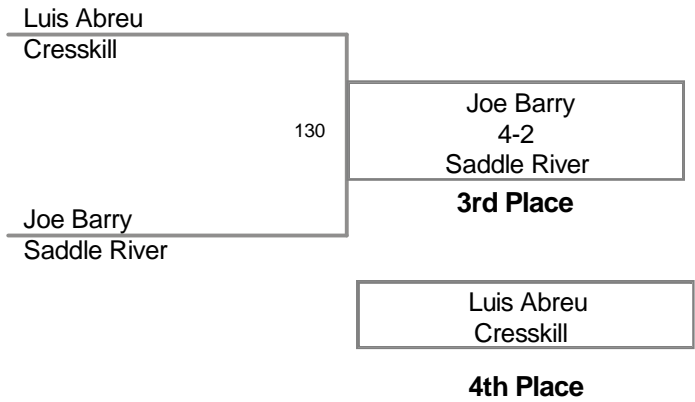 Luis Abreu
Cresskill
130
Joe Barry
4-2
Saddle River
3rd Place
Joe Barry
Saddle River
Luis Abreu
Cresskill
4th Place